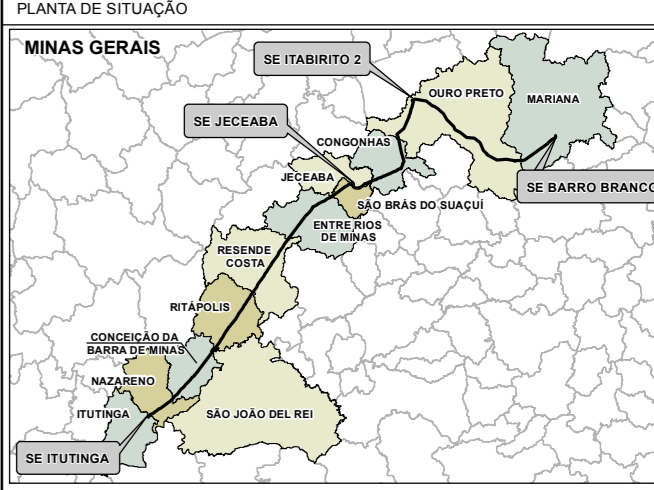 PLANTA DE SITUAÇÃO
MINAS GERAIS
SE ITABIRITO 2
OURO PRETO
MARIANA
SE JECEABA
CONGONHAS
JECEABA
SE BARRO BRANCO
SÃO BRÁS DO SUAÇUÍ
ENTRE RIOS
DE MINAS
RESENDE
COSTA
RITÁPOLIS
CONCEIÇÃO DA
BARRA DE MINAS
NAZARENO
ITUTINGA
SÃO JOÃO DEL REI
SE ITUTINGA